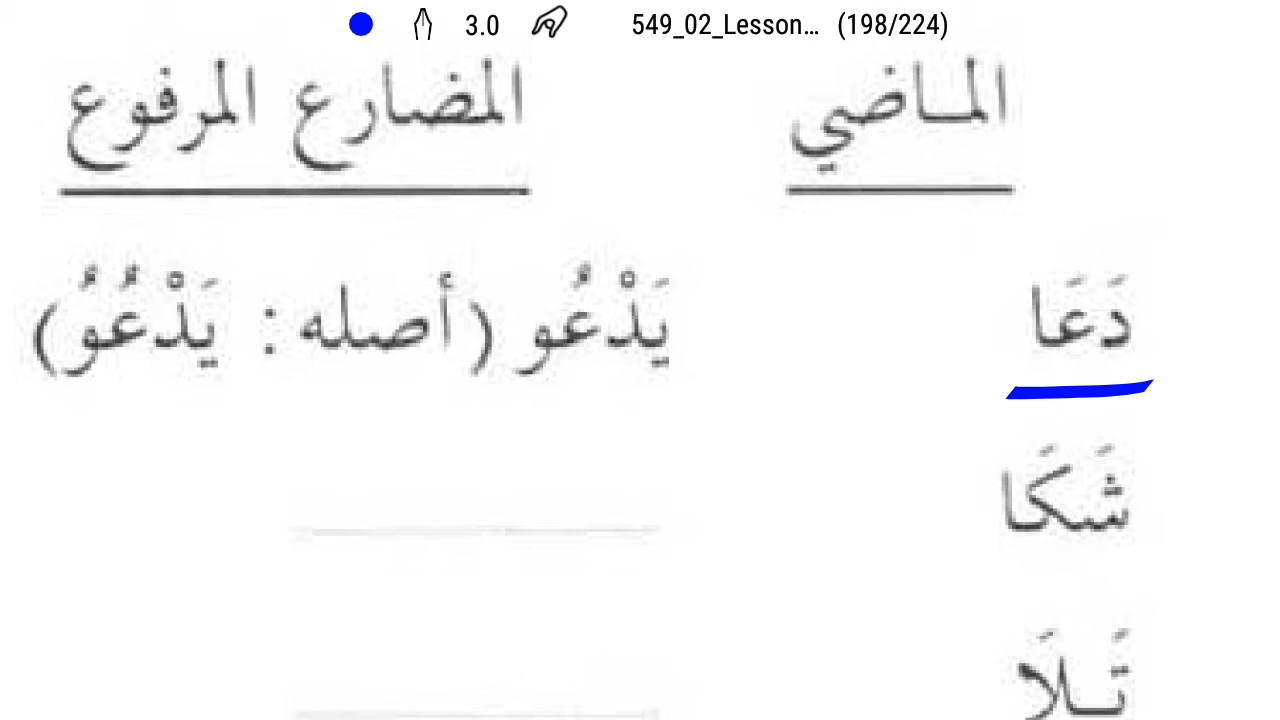 3.0 549_02_Lesson... (198/224)
المـاضي المضارع المرفوع
دَعَا يَدْعُو (أصله : يَدْعُوُ)
شَكَا
تَـلَا